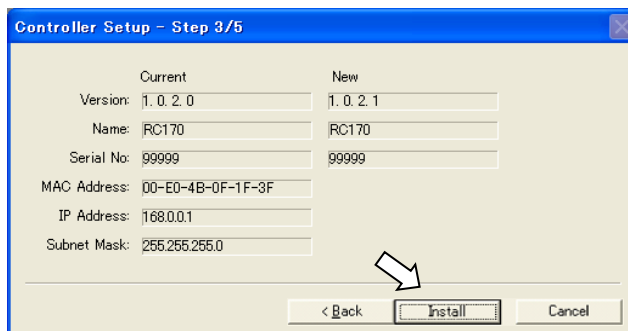 Controller Setup - Step 3/5
Current New
Version: 1. 0. 2. 0 1. 0. 2. 1
Name: RC170 RC170
Serial No: 99999 99999
MAC Address: 00-E0-4B-0F-1F-3F
IP Address: 168.0.0.1
Subnet Mask: 255.255.255.0
< Back Install Cancel